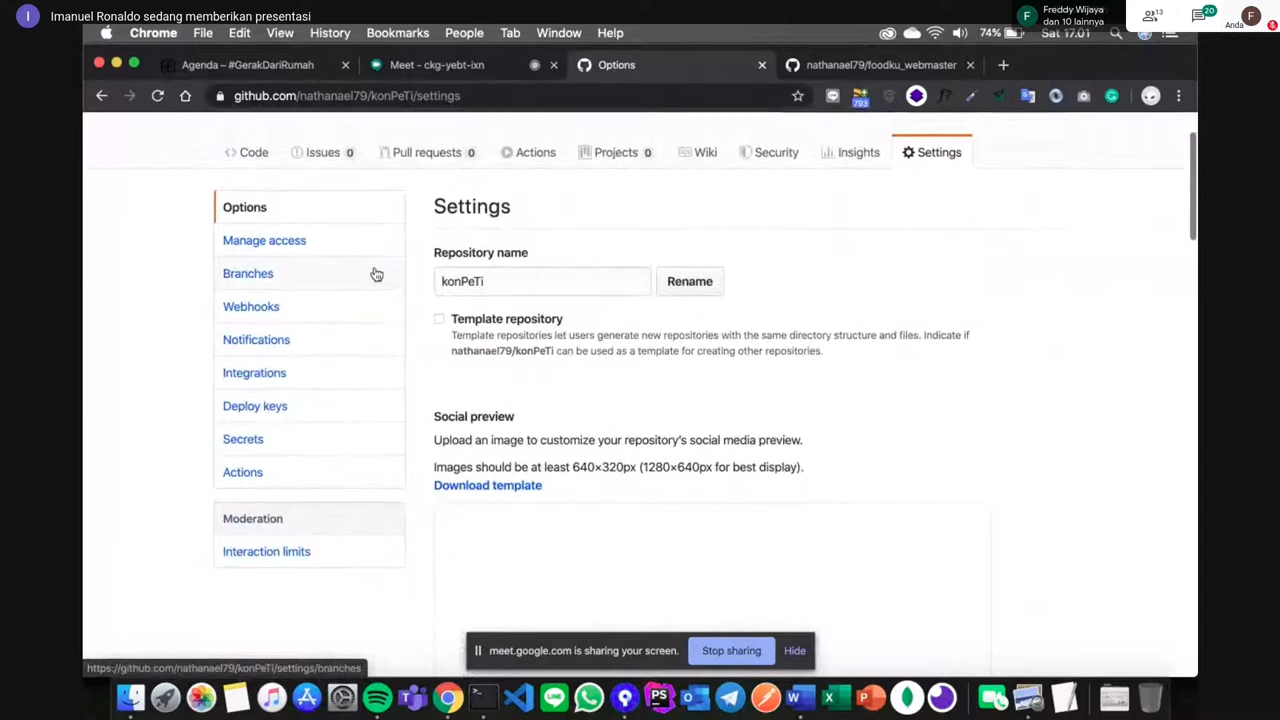 I Imanuel Ronaldo sedang memberikan presentasi
F Freddy Wijaya
dan 10 lainnya
13
20
F
Anda
Chrome File Edit View History Bookmarks People Tab Window Help
74% Sat 17.01
Agenda – #GerakDariRumah
Meet - ckg-yebt-ixn
Options
nathanael79/foodku_webmaster
github.com/nathanael79/konPeTi/settings
793
f?
Code
Issues 0
Pull requests 0
Actions
Projects 0
Wiki
Security
Insights
Settings
Options
Manage access
Branches
Webhooks
Notifications
Integrations
Deploy keys
Secrets
Actions
Moderation
Interaction limits
Settings
Repository name
konPeTi
Rename
Template repository
Template repositories let users generate new repositories with the same directory structure and files. Indicate if
nathanael79/konPeTi can be used as a template for creating other repositories.
Social preview
Upload an image to customize your repository's social media preview.
Images should be at least 640×320px (1280×640px for best display).
Download template
meet.google.com is sharing your screen.
Stop sharing
Hide
https://github.com/nathanael79/konPeTi/settings/branches
PS